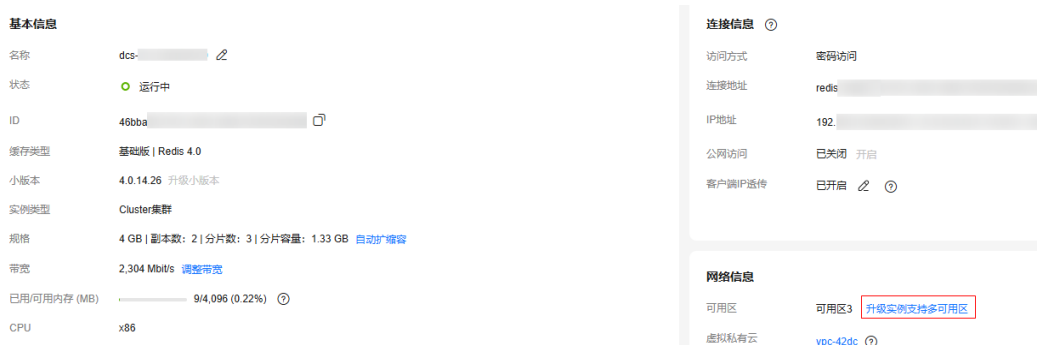 基本信息
名称 dcs-
状态 运行中
ID 46bba
缓存类型 基础版 | Redis 4.0
小版本 4.0.14.26 升级小版本
实例类型 Cluster集群
规格 4 GB | 副本数：2 | 分片数：3 | 分片容量：1.33 GB 自动扩缩容
带宽 2,304 Mbit/s 调整带宽
已用/可用内存 (MB) 9/4,096 (0.22%)
CPU x86
连接信息
访问方式 密码访问
连接地址 redis
IP地址 192.
公网访问 已关闭 开启
客户端IP透传 已开启
网络信息
可用区 可用区3 升级实例支持多可用区
虚拟私有云 vpc-42dc